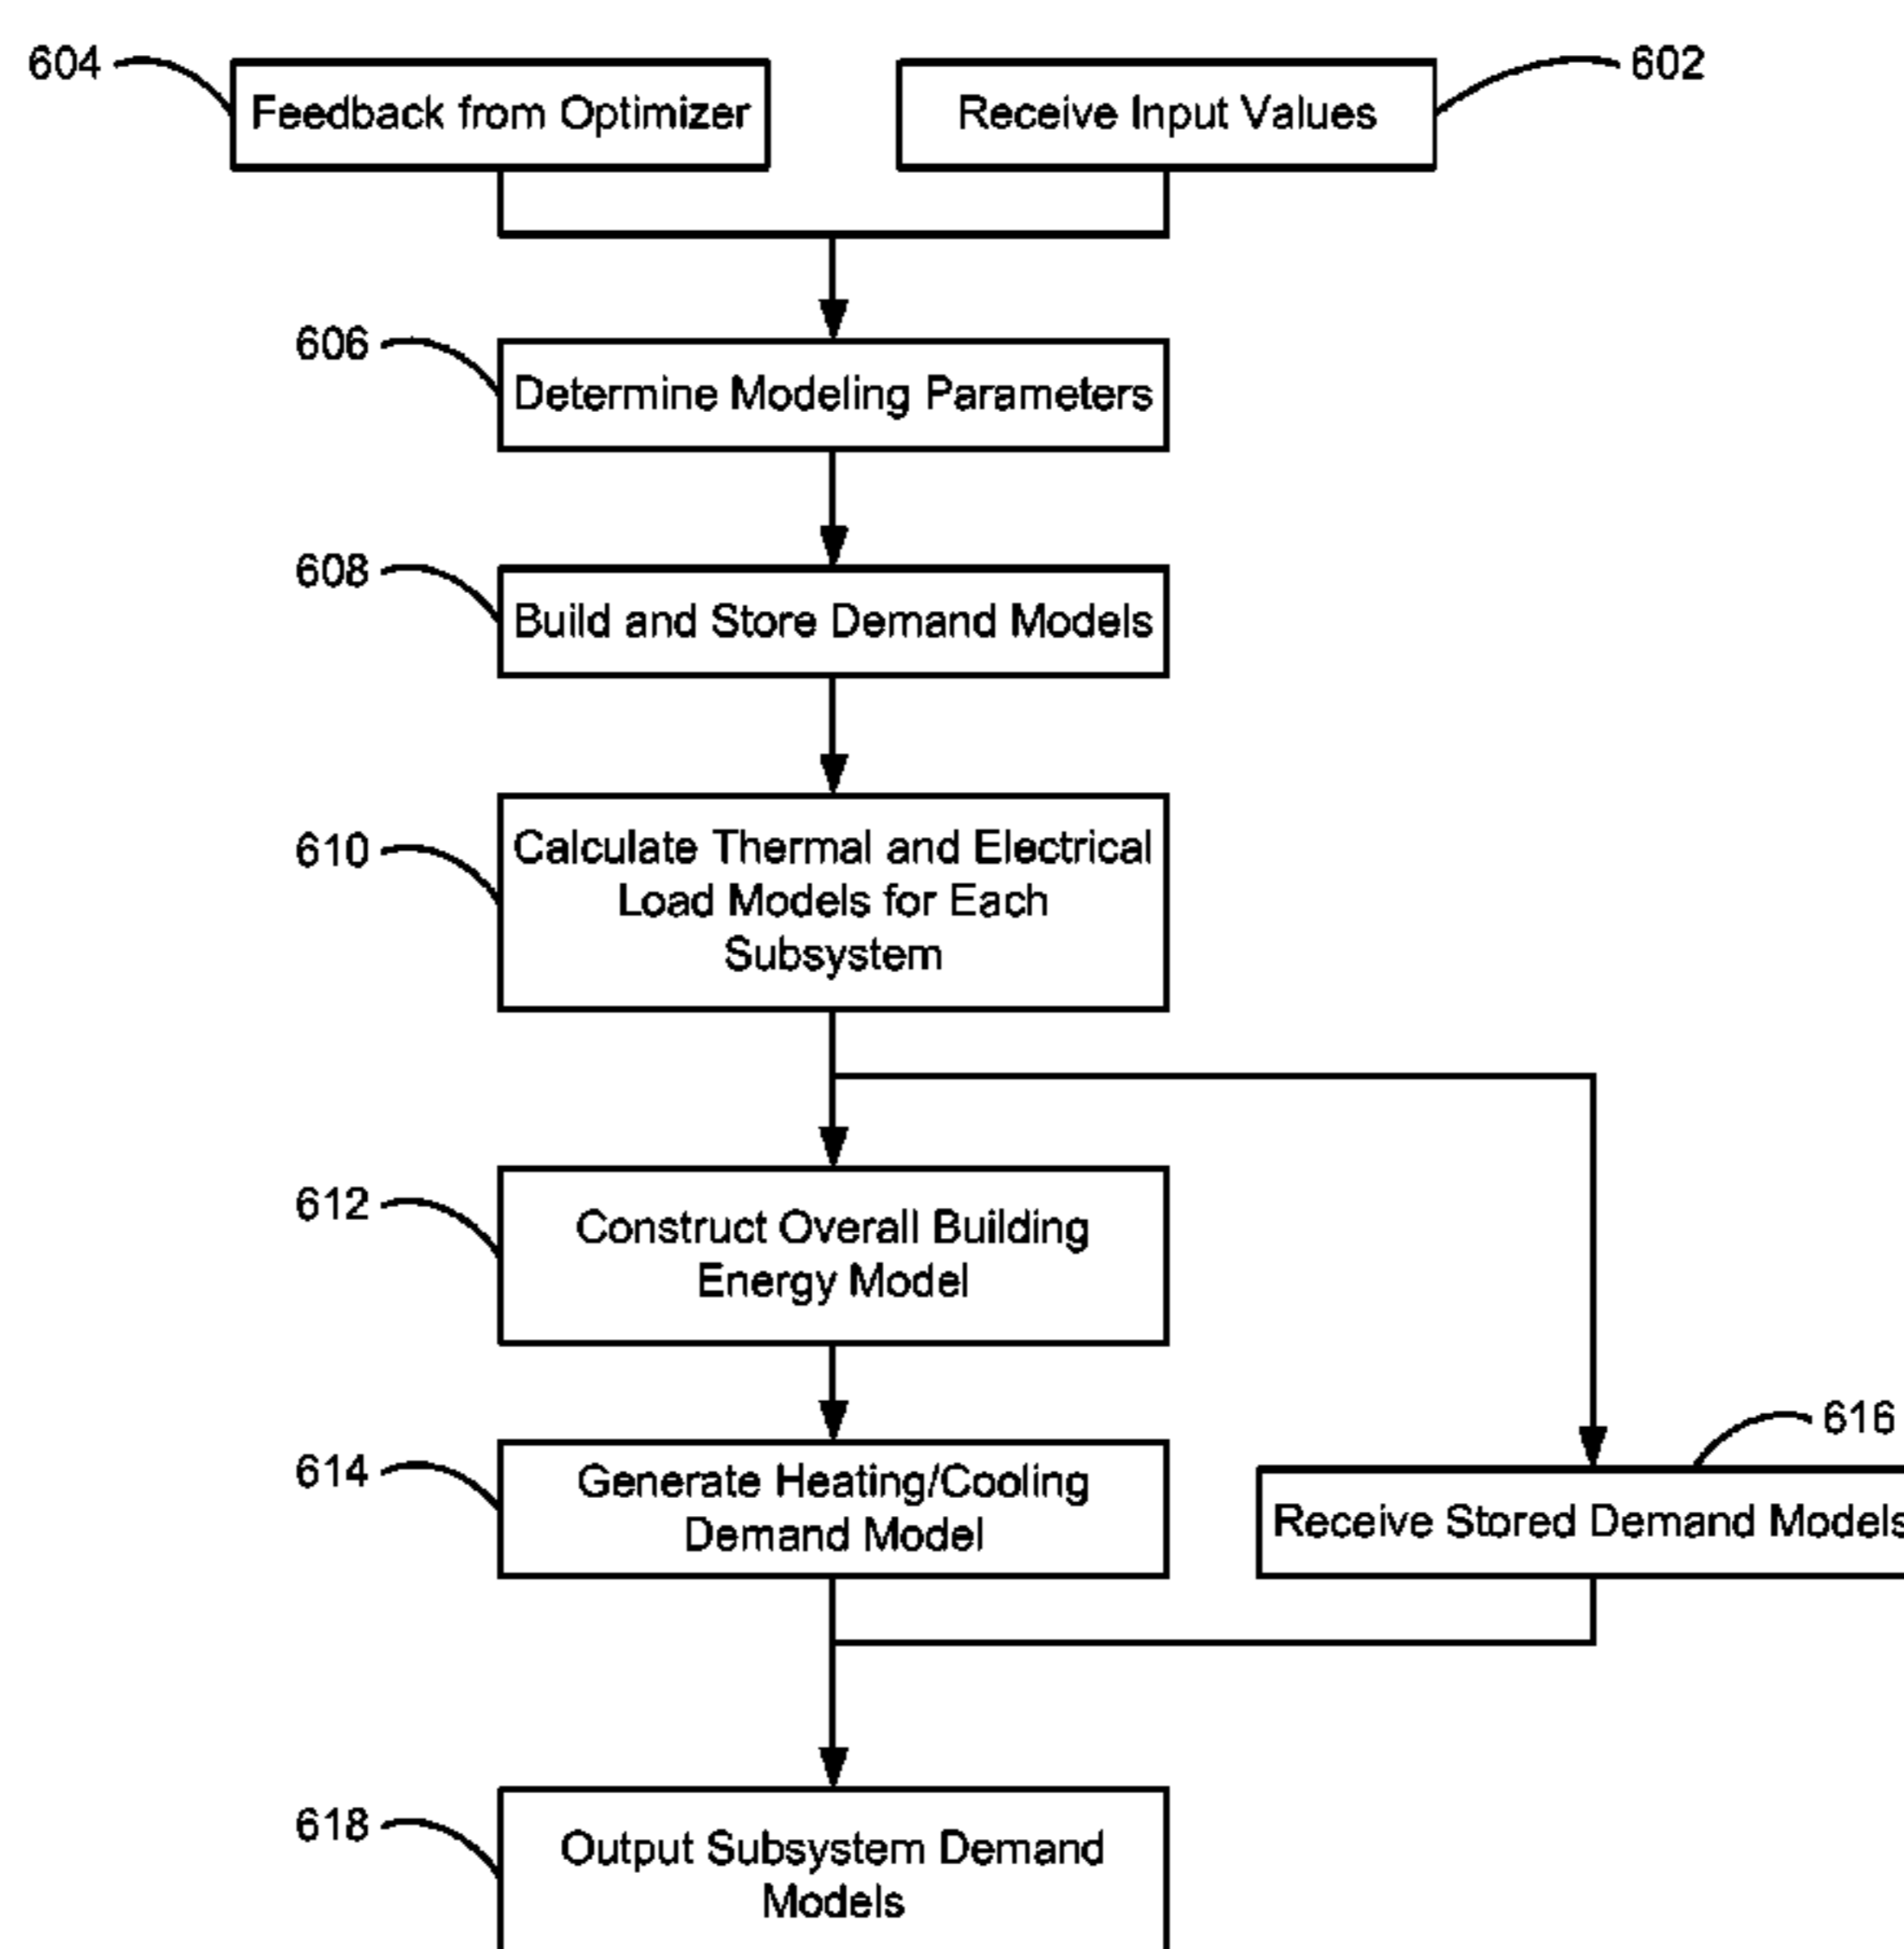 604
Feedback from Optimizer
Receive Input Values
602
606
Determine Modeling Parameters
608
Build and Store Demand Models
610
Calculate Thermal and Electrical
Load Models for Each
Subsystem
612
Construct Overall Building
Energy Model
614
Generate Heating/Cooling
Demand Model
616
Receive Stored Demand Models
618
Output Subsystem Demand
Models